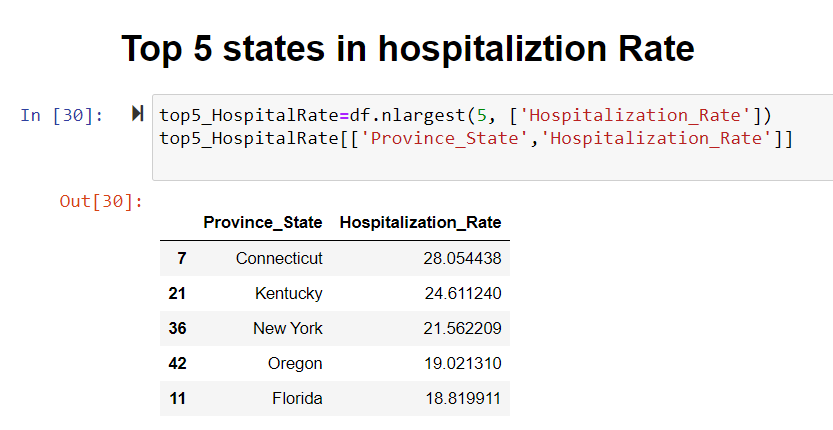 Top 5 states in hospitaliztion Rate
In [30]: top5_HospitalRate=df.nlargest(5, ['Hospitalization_Rate'])
top5_HospitalRate[['Province_State','Hospitalization_Rate']]
Out[30]:
Province_State Hospitalization_Rate
7 Connecticut 28.054438
21 Kentucky 24.611240
36 New York 21.562209
42 Oregon 19.021310
11 Florida 18.819911